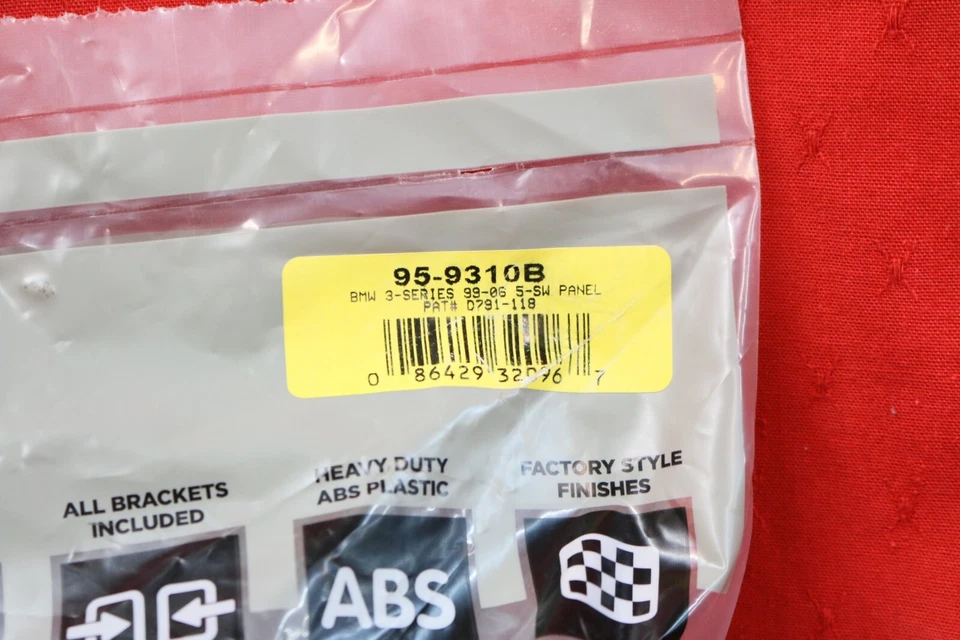 95-9310B
BMW 3-SERIES 99-06 5-SW PANEL
PAT# D791-118
0 86429 32096 7
ALL BRACKETS
INCLUDED
HEAVY DUTY
ABS PLASTIC
FACTORY STYLE
FINISHES
ABS